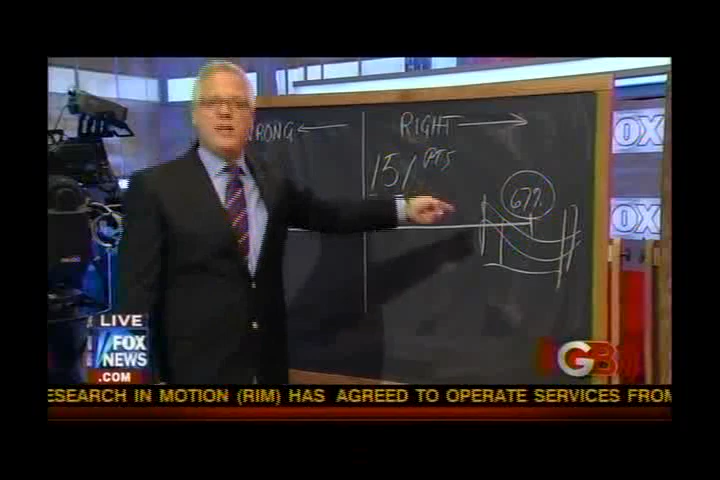 WRONG
RIGHT
15%
PTS
67%
FOX
FOX
LIVE
FOX
NEWS
.COM
GB
ESEARCH IN MOTION (RIM) HAS AGREED TO OPERATE SERVICES FROM